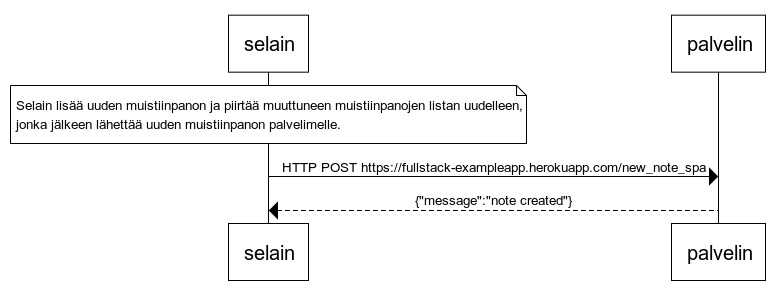 selain
palvelin
Selain lisää uuden muistiinpanon ja piirtää muuttuneen muistiinpanojen listan uudelleen,
jonka jälkeen lähettää uuden muistiinpanon palvelimelle.
HTTP POST https://fullstack-exampleapp.herokuapp.com/new_note_spa
{"message":"note created"}
selain
palvelin